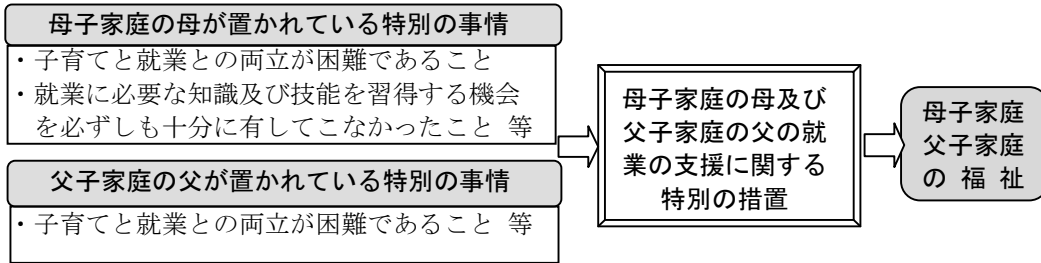 母子家庭の母が置かれている特別の事情
・子育てと就業との両立が困難であること
・就業に必要な知識及び技能を習得する機会
を必ずしも十分に有してこなかったこと 等
父子家庭の父が置かれている特別の事情
・子育てと就業との両立が困難であること 等
母子家庭の母及び
父子家庭の父の就
業の支援に関する
特別の措置
母子家庭
父子家庭
の 福 祉